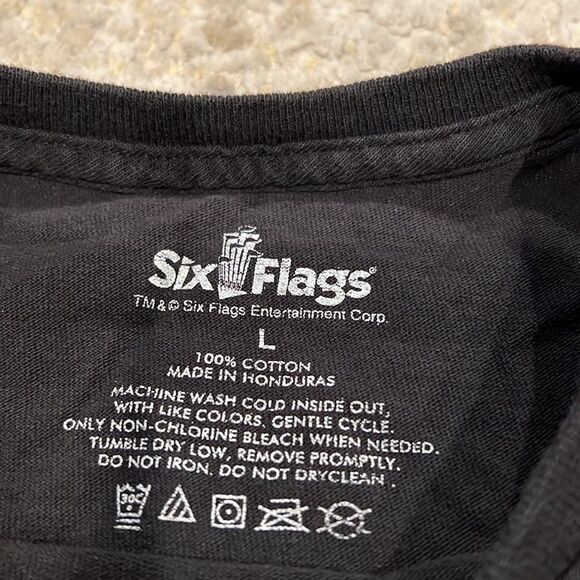 Six Flags®
TM & © Six Flags Entertainment Corp.
L
100% COTTON
MADE IN HONDURAS
MACHINE WASH COLD INSIDE OUT,
WITH LIKE COLORS, GENTLE CYCLE.
ONLY NON-CHLORINE BLEACH WHEN NEEDED.
TUMBLE DRY LOW, REMOVE PROMPTLY.
DO NOT IRON. DO NOT DRYCLEAN.
30C